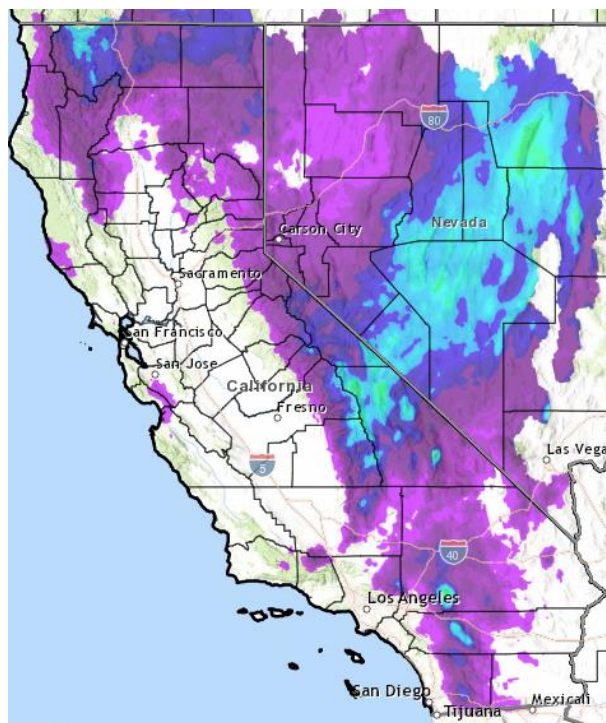 80
Nevada
Carson City
Sacramento
San Francisco
San Jose
California
Fresno
5
Las Vega
40
Los Angeles
San Diego
Mexicali
Tijuana